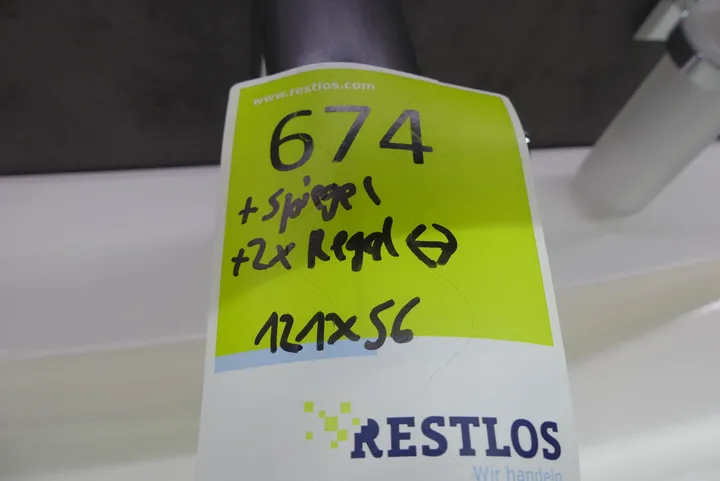 www.restlos.com
674
+ Spiegel
+2x Regal ↔
121x56
RESTLOS
Wir handeln